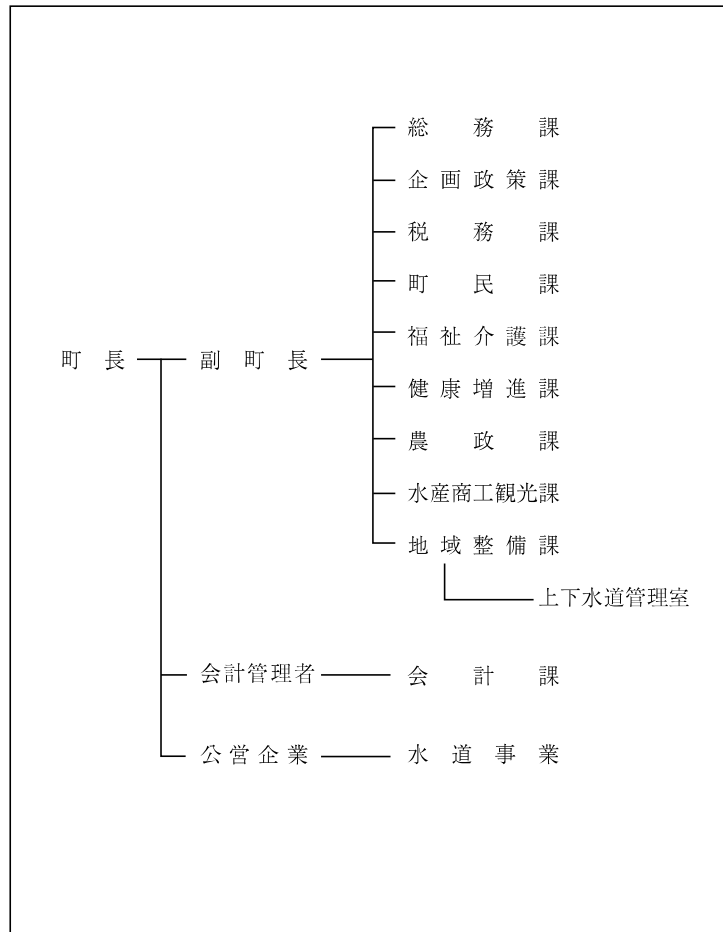 総務課
企画政策課
税務課
町民課
福祉介護課
町長 副町長
健康増進課
農政課
水産商工観光課
地域整備課
上下水道管理室
会計管理者 会計課
公営企業 水道事業